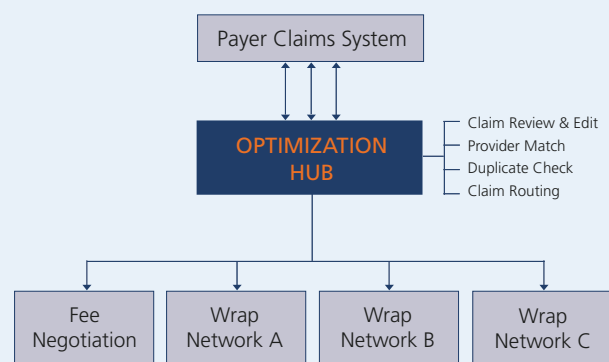 Payer Claims System
OPTIMIZATION
HUB
Claim Review & Edit
Provider Match
Duplicate Check
Claim Routing
Fee
Negotiation
Wrap
Network A
Wrap
Network B
Wrap
Network C